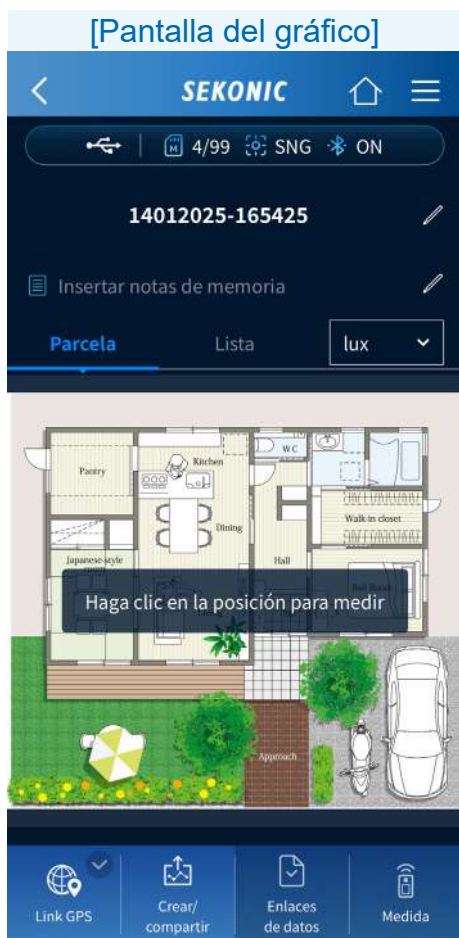 [Pantalla del gráfico]
SEKONIC
M 4/99 SNG ON
14012025-165425
Insertar notas de memoria
Parcela Lista lux
Pantry
Kitchen
W C
Dining
Walk-in closet
Japanese-style
Hall
Haga clic en la posición para medir
Approach
Link GPS
Crear/
compartir
Enlaces
de datos
Medida